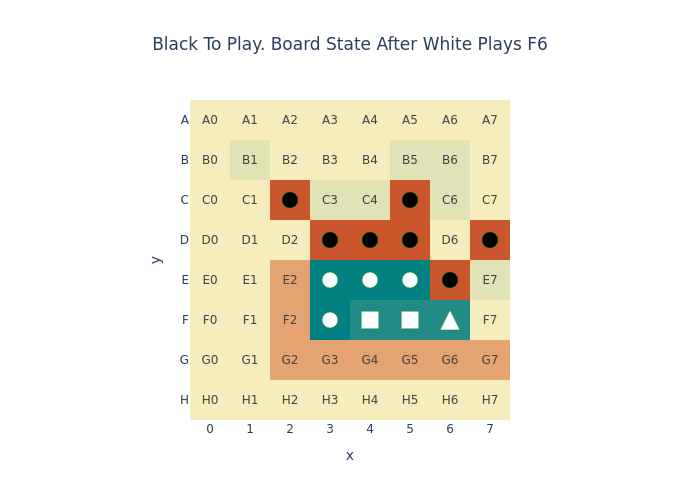 Black To Play. Board State After White Plays F6
A A0 A1 A2 A3 A4 A5 A6 A7
B B0 B1 B2 B3 B4 B5 B6 B7
C C0 C1 C3 C4 C6 C7
D D0 D1 D2 D6
y
E E0 E1 E2 E7
F F0 F1 F2 F7
G G0 G1 G2 G3 G4 G5 G6 G7
H H0 H1 H2 H3 H4 H5 H6 H7
0 1 2 3 4 5 6 7
x